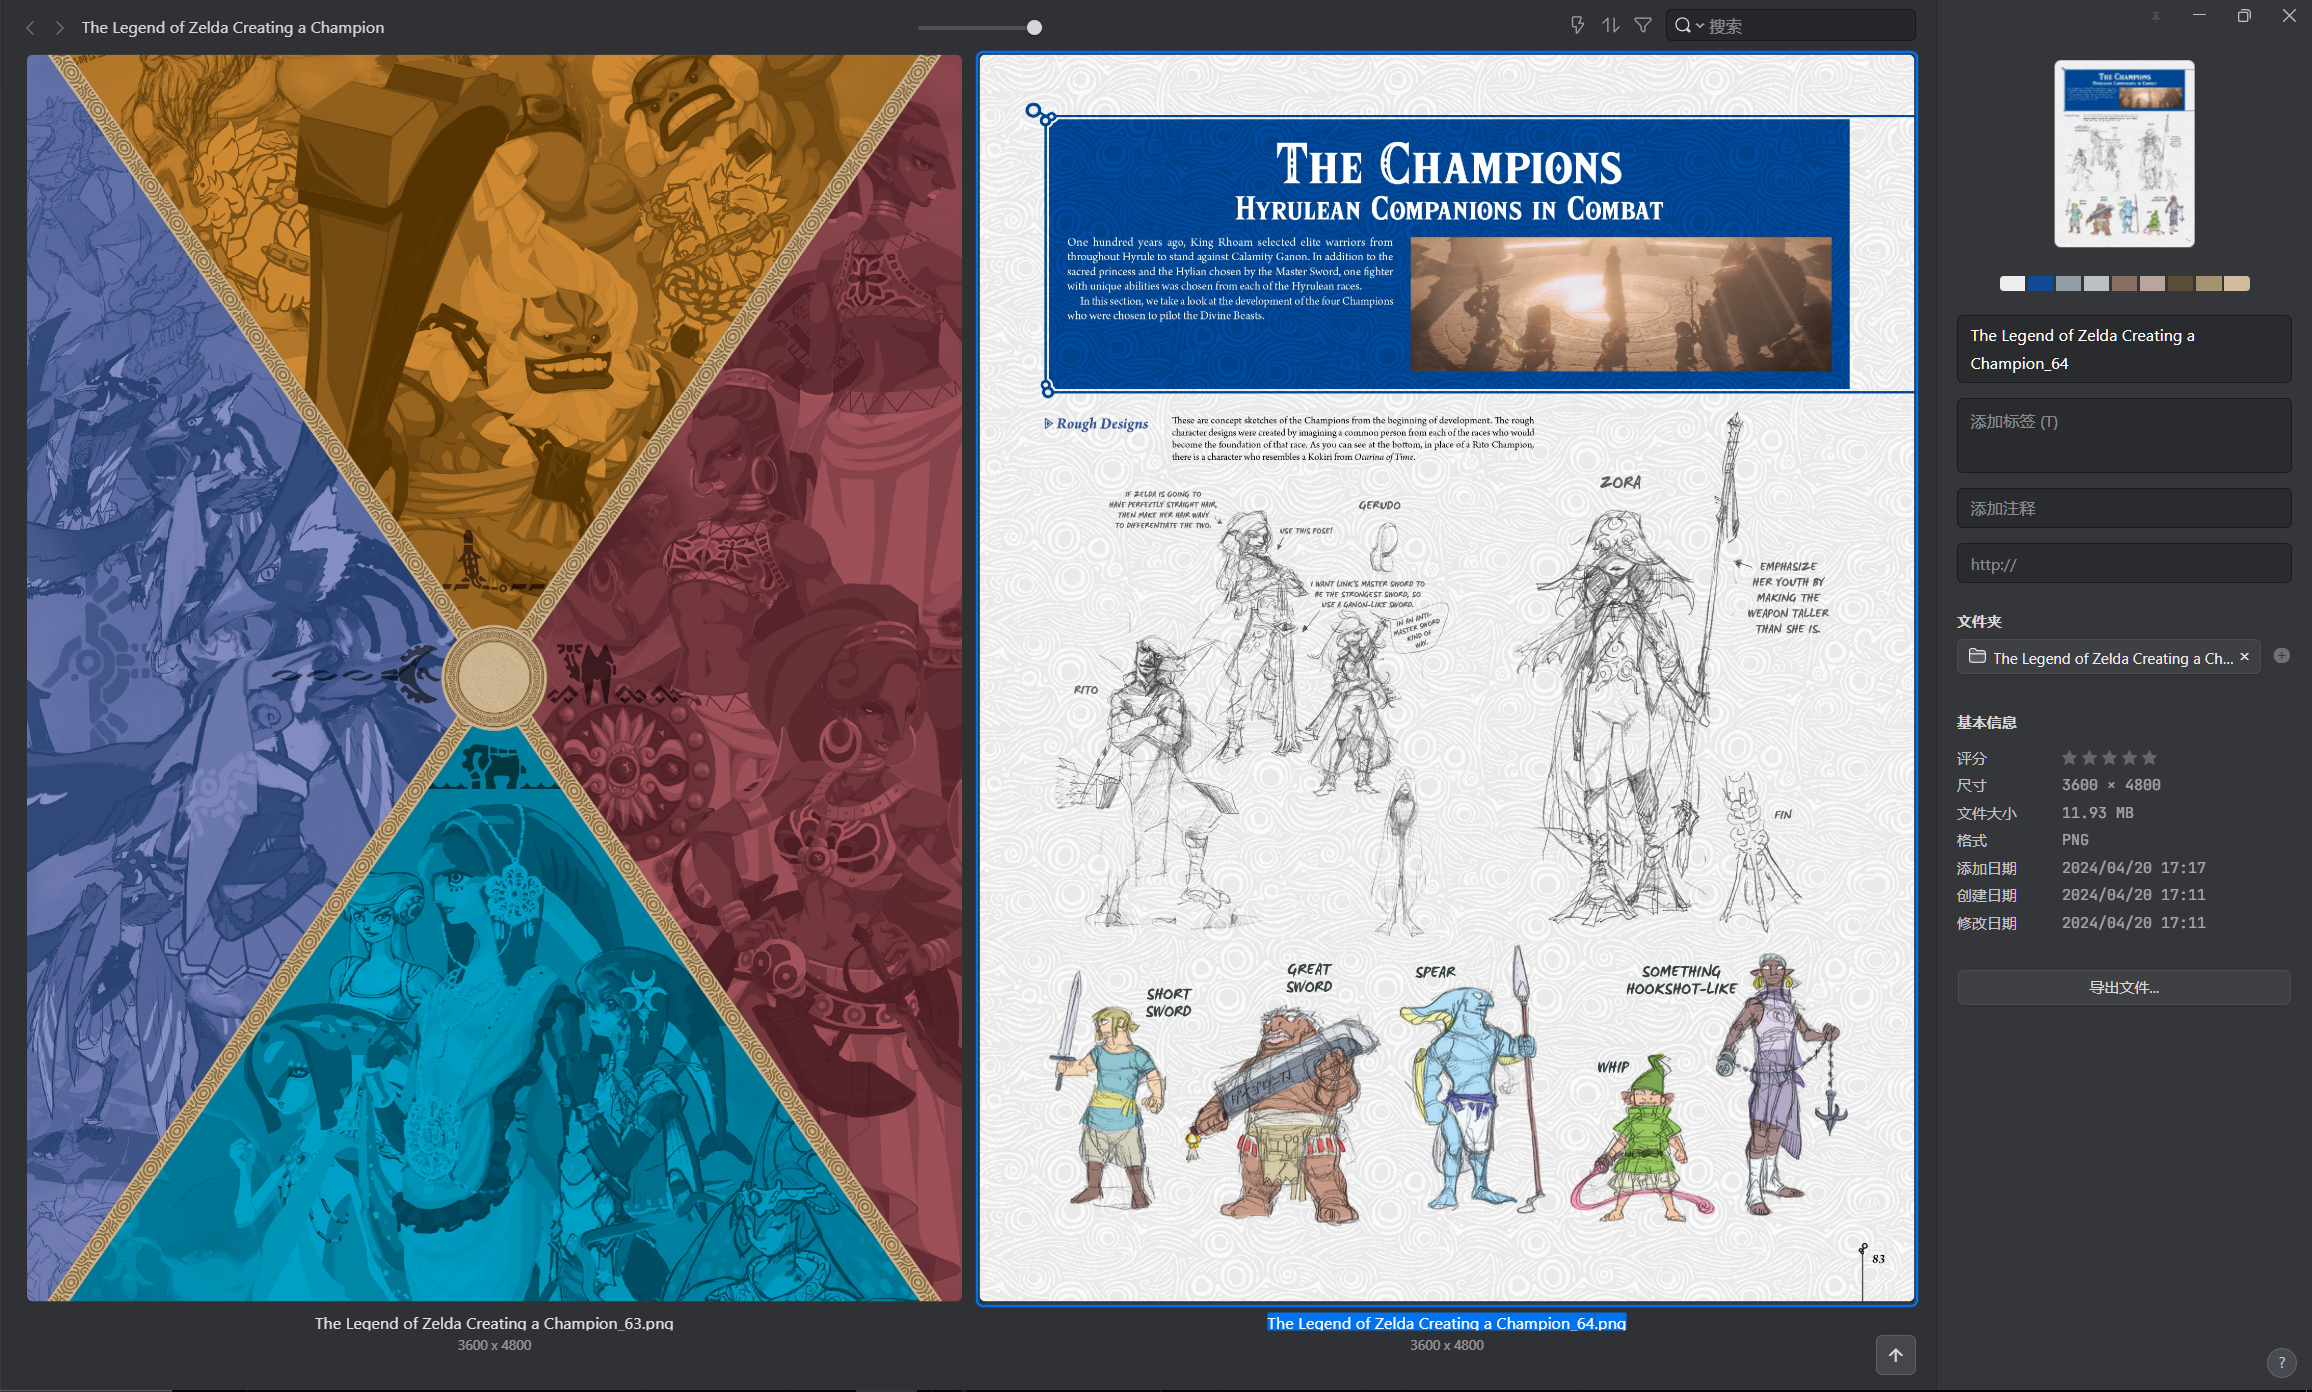 The Legend of Zelda Creating a Champion
搜索
THE CHAMPIONS
HYRULEAN COMPANIONS IN COMBAT
One hundred years ago, King Rhoam selected elite warriors from
throughout Hyrule to stand against Calamity Ganon. In addition to the
sacred princess and the Hylian chosen by the Master Sword, one fighter
with unique abilities was chosen from each of the Hyrulean races.
In this section, we take a look at the development of the four Champions
who were chosen to pilot the Divine Beasts.
Rough Designs
These are concept sketches of the Champions from the beginning of development. The rough
character designs were created by imagining a common person from each of the races who would
become the foundation of that race. As you can see at the bottom, in place of a Rito Champion,
there is a character who resembles a Kokiri from Ocarina of Time.
IF ZELDA IS GOING TO
HAVE PERFECTLY STRAIGHT HAIR,
THEN MAKE HER HAIR WAVY
TO DIFFERENTIATE THE TWO.
USE THIS POSE!
GERUDO
ZORA
I WANT LINK'S MASTER SWORD TO
BE THE STRONGEST SWORD, SO
USE A GANON-LIKE SWORD.
IN AN ANTI-
MASTER SWORD
KIND OF
WAY.
EMPHASIZE
HER YOUTH BY
MAKING THE
WEAPON TALLER
THAN SHE IS.
RITO
FIN
SHORT
SWORD
GREAT
SWORD
SPEAR
SOMETHING
HOOKSHOT-LIKE
WHIP
ダイゴローン
83
The Legend of Zelda Creating a Champion_63.png
3600 x 4800
The Legend of Zelda Creating a Champion_64.png
3600 x 4800
THE CHAMPIONS
HYRULEAN COMPANIONS IN COMBAT
The Legend of Zelda Creating a
Champion_64
添加标签 (T)
添加注释
http://
文件夹
The Legend of Zelda Creating a Ch...
基本信息
评分
尺寸 3600 × 4800
文件大小 11.93 MB
格式 PNG
添加日期 2024/04/20 17:17
创建日期 2024/04/20 17:11
修改日期 2024/04/20 17:11
导出文件...
?